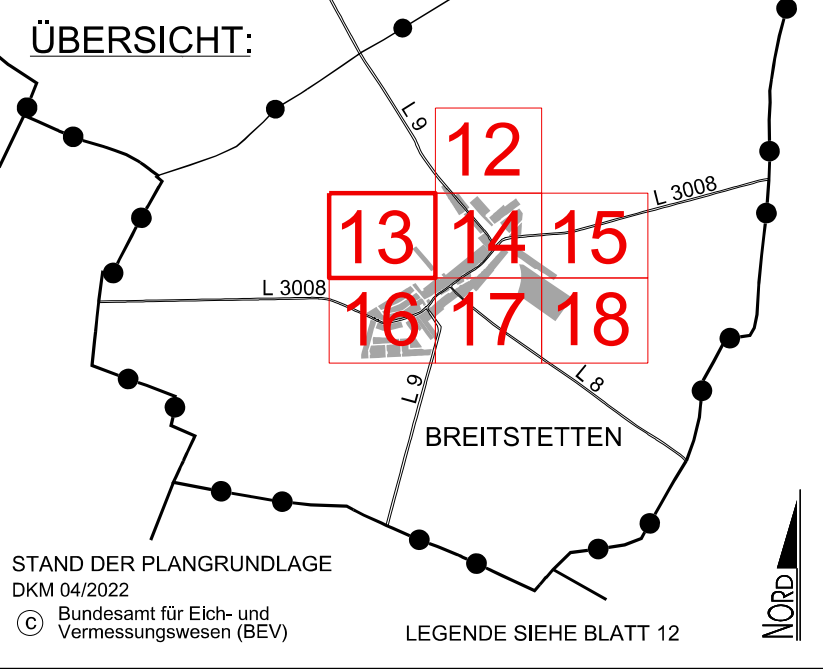 ÜBERSICHT:
L 9
12
L 3008
13
14
15
L 3008
16
17
18
L 9
L 8
BREITSTETTEN
STAND DER PLANGRUNDLAGE
DKM 04/2022
© Bundesamt für Eich- und
Vermessungswesen (BEV)
LEGENDE SIEHE BLATT 12
NORD